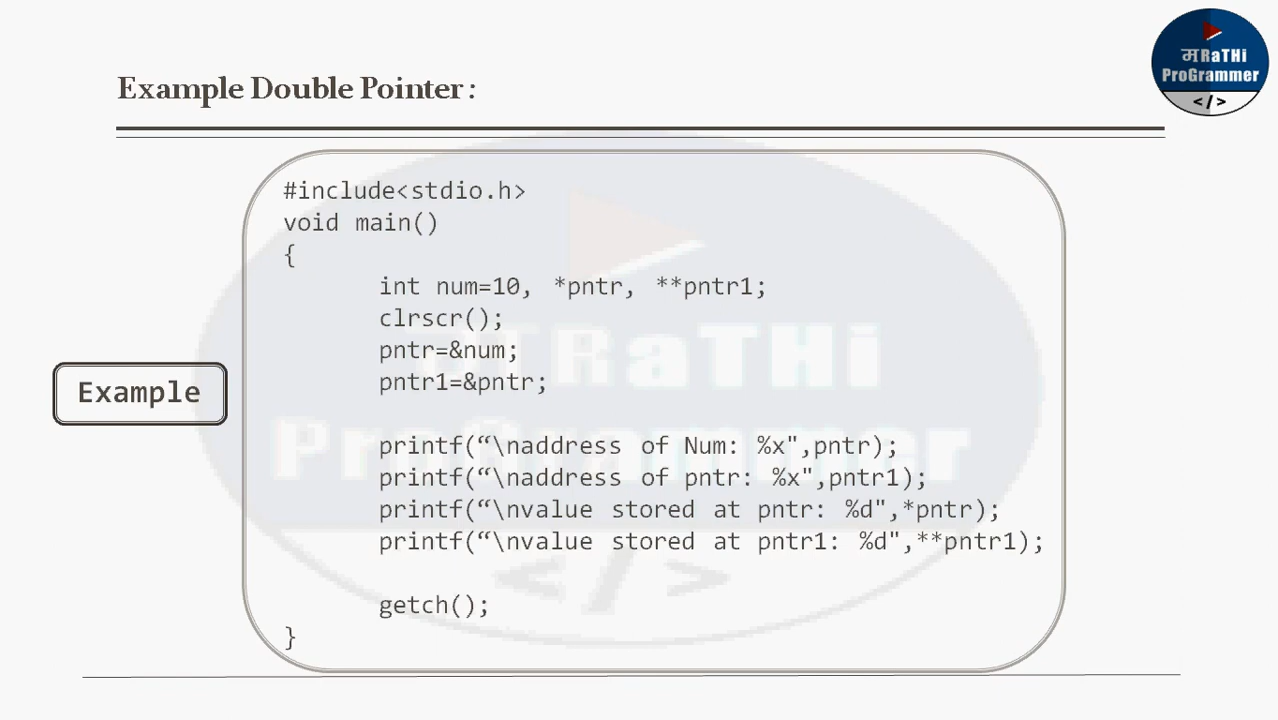 मRaTHi
ProGrammer
</>
Example Double Pointer :
Example
#include<stdio.h>
void main()
{
int num=10, *pntr, **pntr1;
clrscr();
pntr=&num;
pntr1=&pntr;
printf(“\naddress of Num: %x",pntr);
printf(“\naddress of pntr: %x",pntr1);
printf(“\nvalue stored at pntr: %d",*pntr);
printf(“\nvalue stored at pntr1: %d",**pntr1);
getch();
}
मRaTHi
ProGrammer
</>